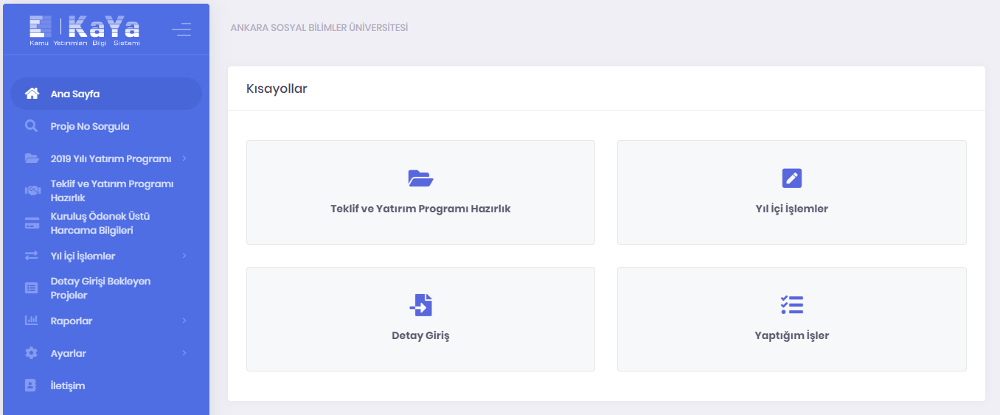 E KaYa
Kamu Yatırımları Bilgi Sistemi
ANKARA SOSYAL BİLİMLER ÜNİVERSİTESİ
Ana Sayfa
Proje No Sorgula
2019 Yılı Yatırım Programı
Teklif ve Yatırım Programı
Hazırlık
Kuruluş Ödenek Üstü
Harcama Bilgileri
Yıl İçi İşlemler
Detay Girişi Bekleyen
Projeler
Raporlar
Ayarlar
İletişim
Kısayollar
Teklif ve Yatırım Programı Hazırlık
Yıl İçi İşlemler
Detay Giriş
Yaptığım İşler